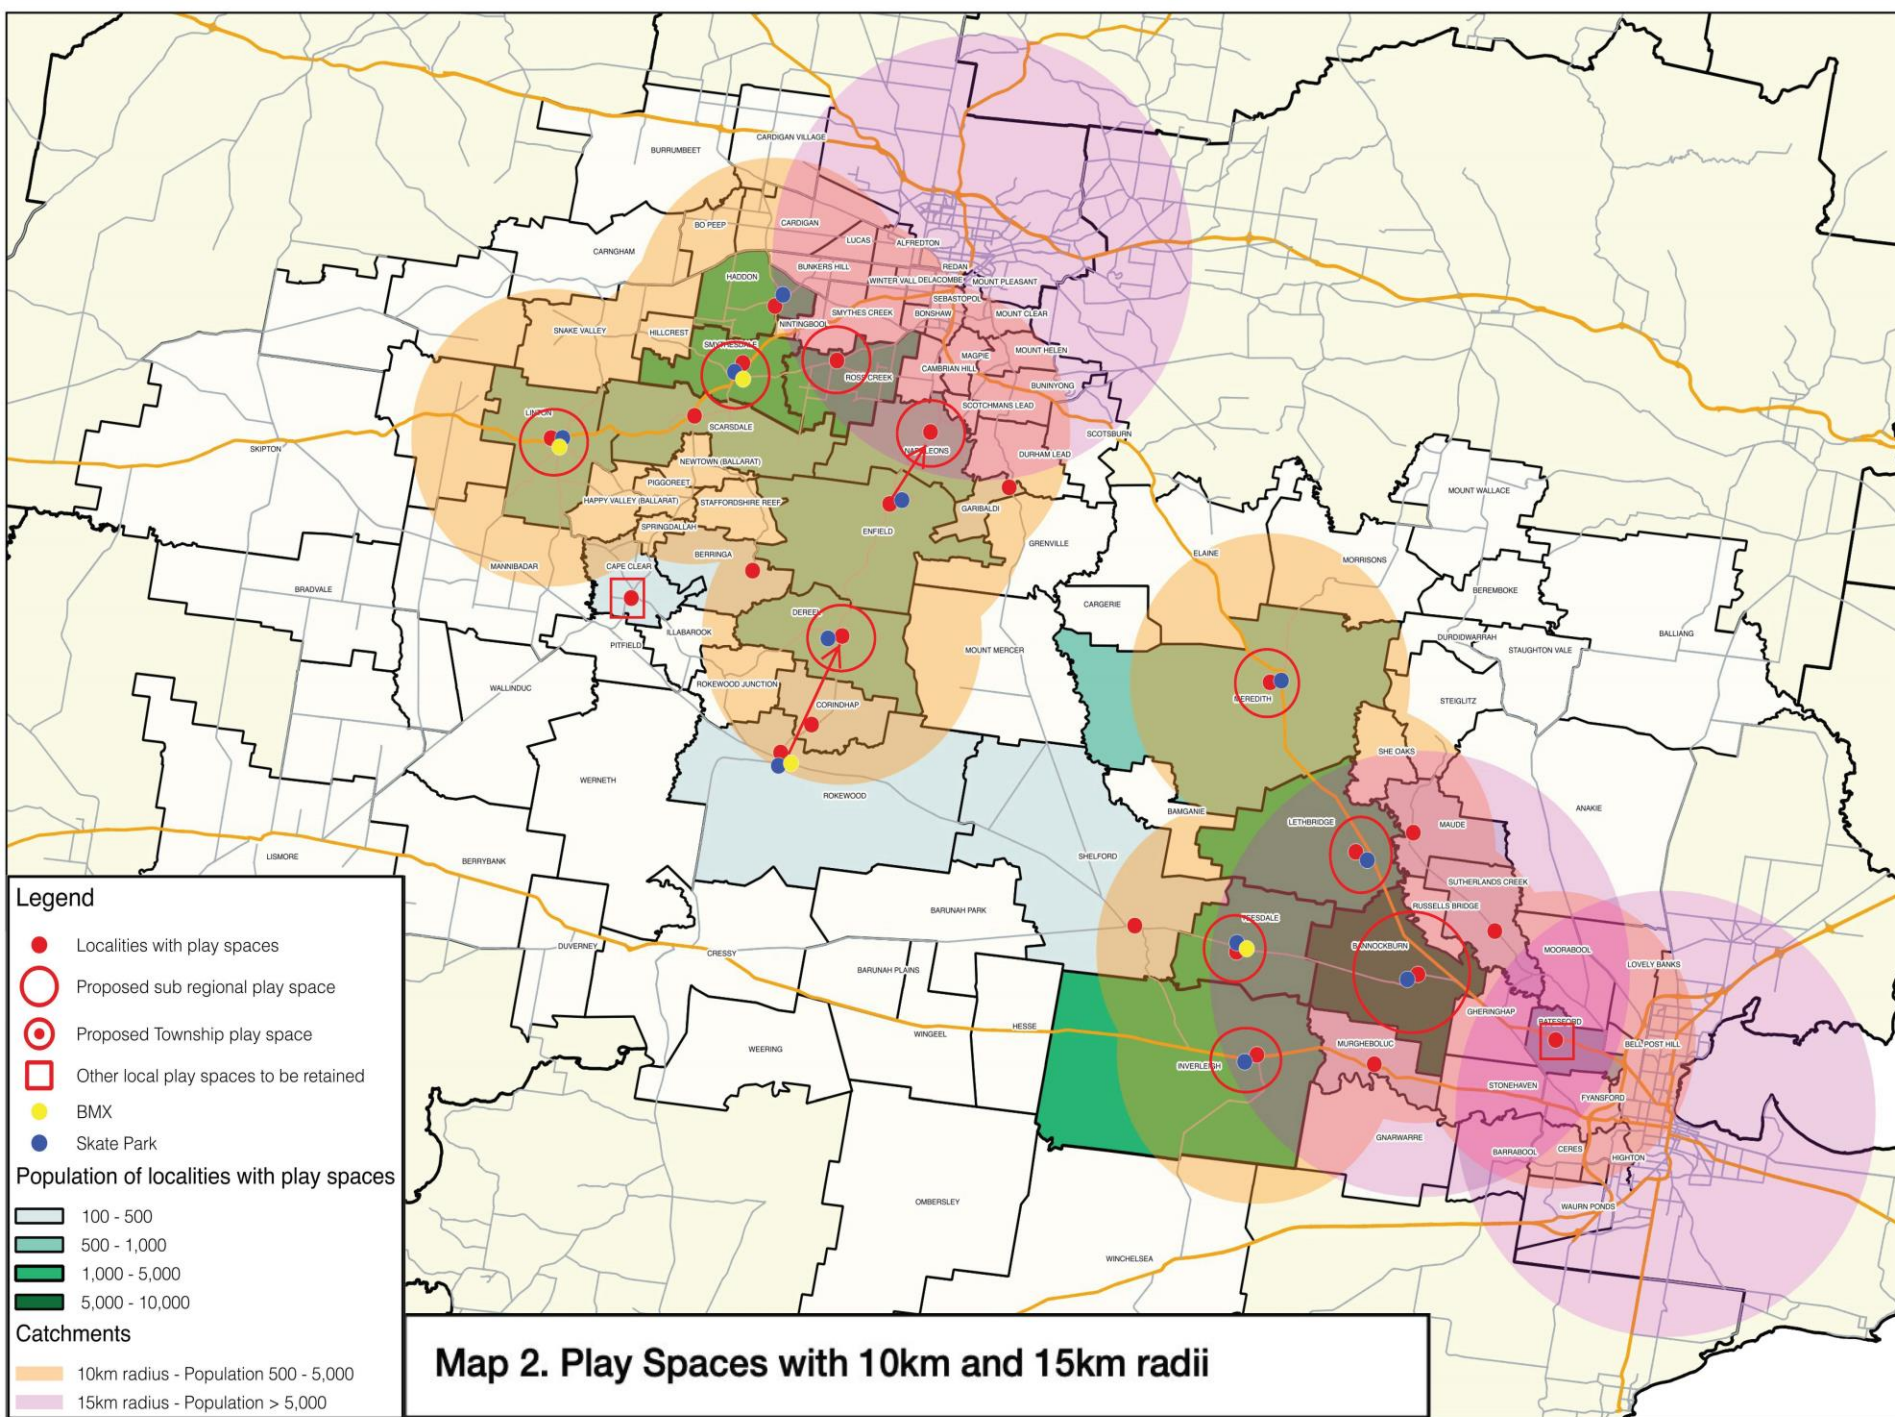 CARDIGAN VILLAGE
BURRUMBEET
BO PEEP
CARDIGAN
LUCAS
ALFREDTON
CARNGHAM
HADDON
BUNKERS HILL
REDAN
WINTER VALL
DELACOMBE
MOUNT PLEASANT
SEBASTOPOL
SMYTHES CREEK
BONSHAW
MOUNT CLEAR
NINTINGBOOL
SNAKE VALLEY
HILLCREST
SMYTHESDALE
MAGPIE
MOUNT HELEN
CAMBRIAN HILL
ROSS CREEK
BUNINYONG
SCOTCHMANS LEAD
LINTON
SCARSDALE
SCOTSBURN
SKIPTON
NAPOLEONS
DURHAM LEAD
NEWTOWN (BALLARAT)
PIGGOREET
MOUNT WALLACE
HAPPY VALLEY (BALLARAT)
STAFFORDSHIRE REEF
GARIBALDI
SPRINGDALLAH
ENFIELD
GRENVILLE
ELAINE
MORRISONS
MANNIBADAR
CAPE CLEAR
BERRINGA
BRADVALE
BEREMBOKE
CARGERIE
DEREEL
ILLABAROOK
DURDIDWARRAH
BALLIANG
PITFIELD
MOUNT MERCER
STAUGHTON VALE
WALLINDUC
ROKEWOOD JUNCTION
MEREDITH
STEIGLITZ
CORINDHAP
SHE OAKS
WERNETH
ROKEWOOD
BAMGANIE
LETHBRIDGE
MAUDE
ANAKIE
LISMORE
BERRYBANK
SHELFORD
SUTHERLANDS CREEK
RUSSELLS BRIDGE
BARUNAH PARK
TEESDALE
DUVERNEY
CRESSY
BANNOCKBURN
MOORABOOL
LOVELY BANKS
BARUNAH PLAINS
GHERINGHAP
BATESFORD
HESSE
WINGEEL
WEERING
MURGHEBOLUC
BELL POST HILL
INVERLEIGH
STONEHAVEN
FYANSFORD
GNARWARRE
BARRABOOL
CERES
HIGHTON
OMBERSLEY
WAURN PONDS
WINCHELSEA
Legend
Localities with play spaces
Proposed sub regional play space
Proposed Township play space
Other local play spaces to be retained
BMX
Skate Park
Population of localities with play spaces
100 - 500
500 - 1,000
1,000 - 5,000
5,000 - 10,000
Catchments
10km radius - Population 500 - 5,000
15km radius - Population > 5,000
Map 2. Play Spaces with 10km and 15km radii